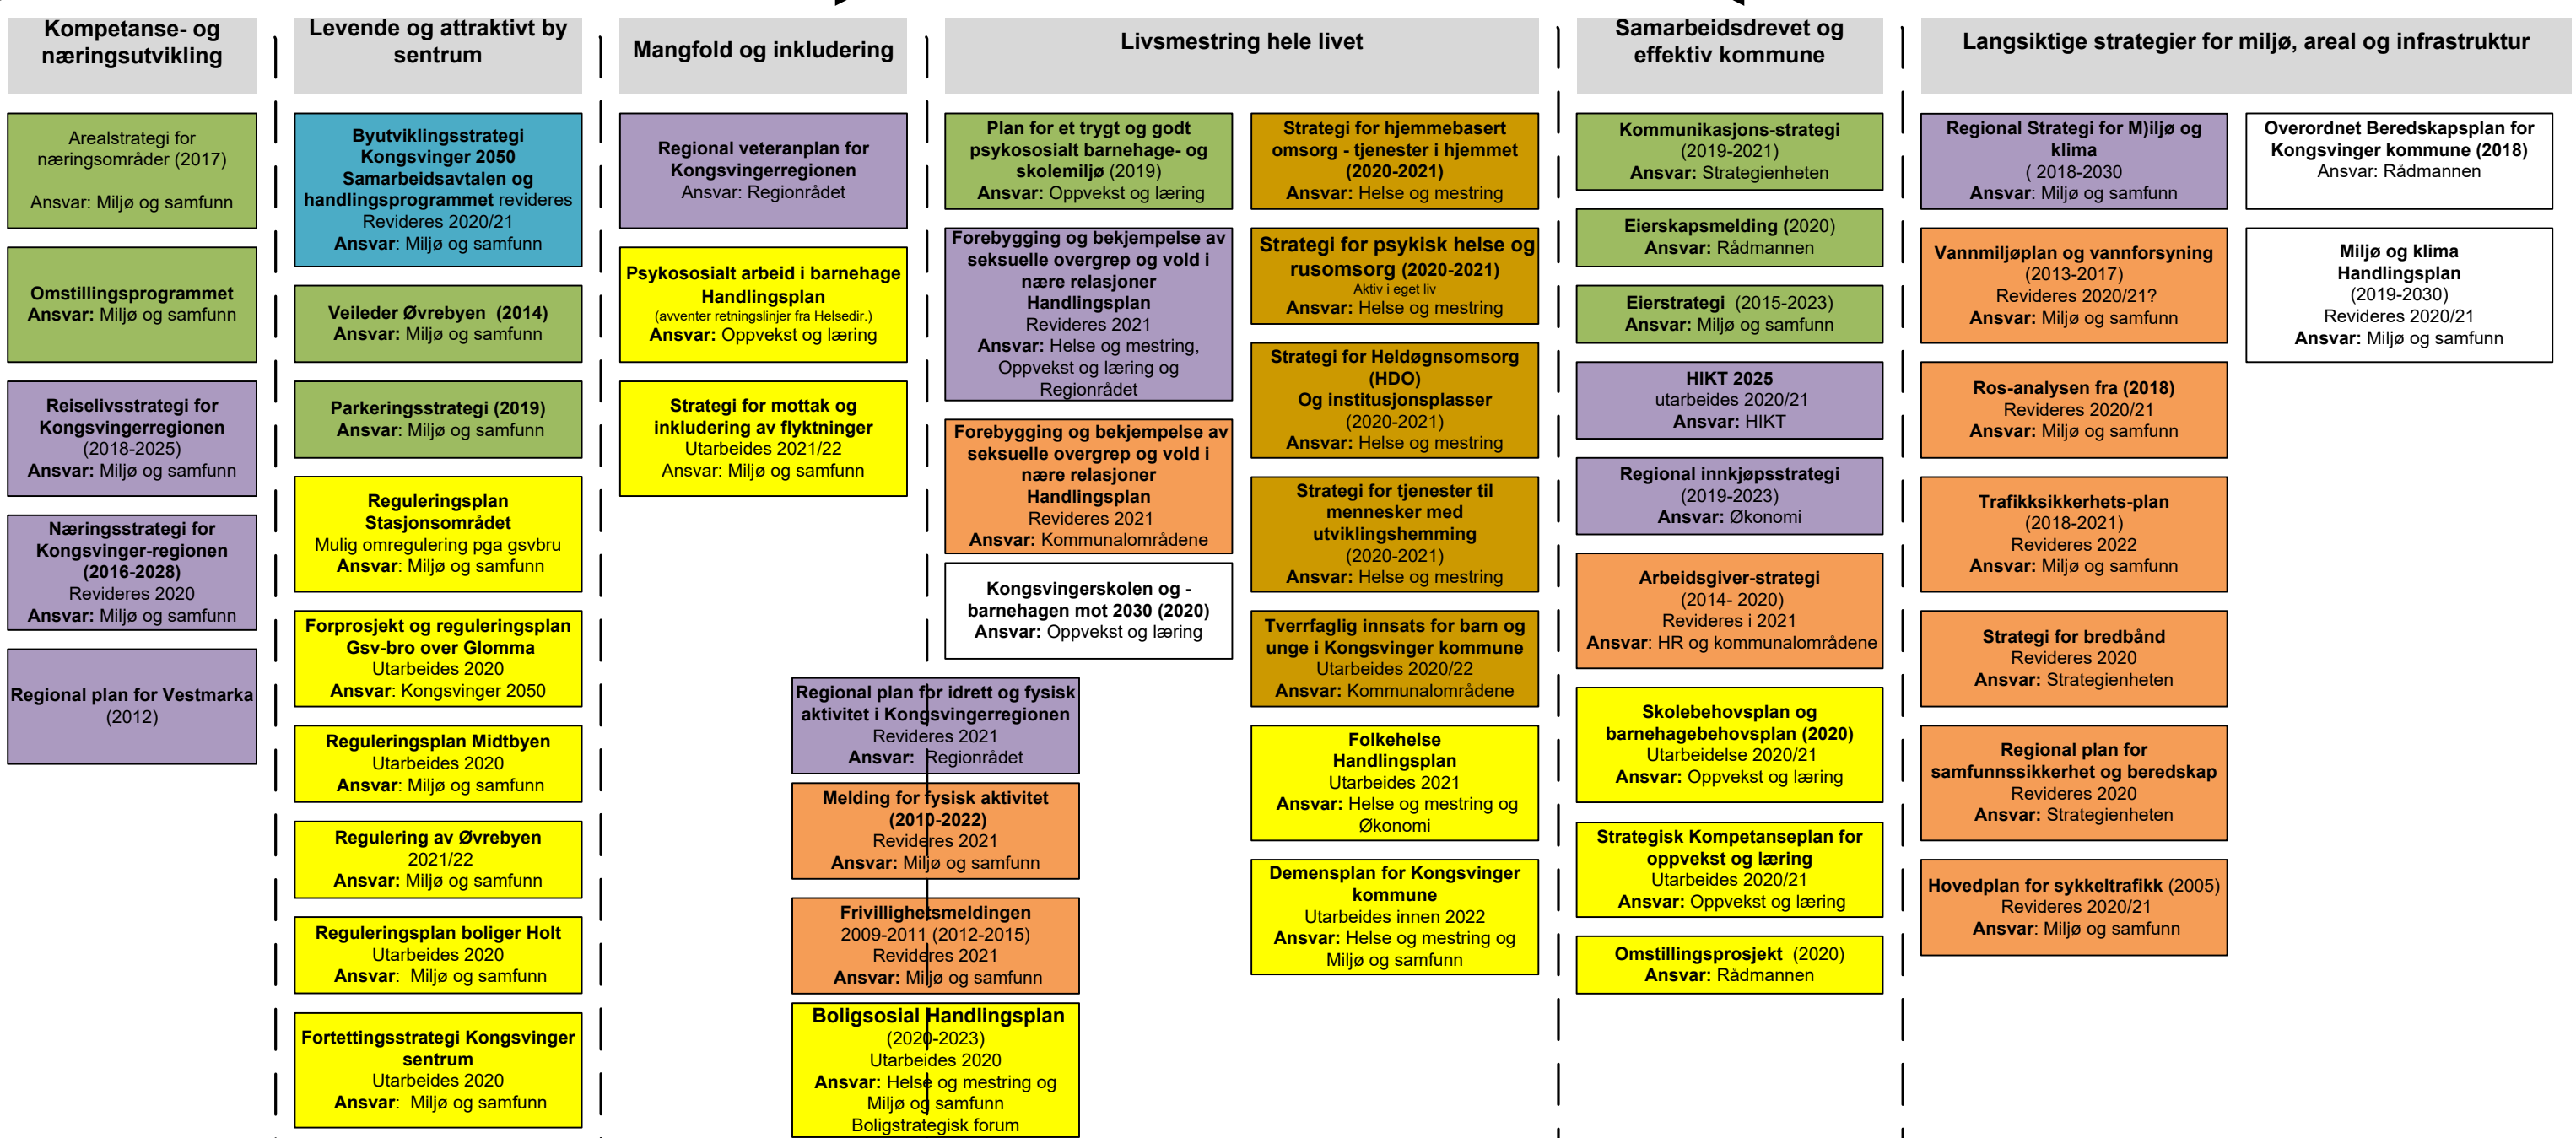 Kompetanse- og
næringsutvikling
Arealstrategi for
næringsområder (2017)
Ansvar: Miljø og samfunn
Omstillingsprogrammet
Ansvar: Miljø og samfunn
Reiselivsstrategi for
Kongsvingerregionen
(2018-2025)
Ansvar: Miljø og samfunn
Næringsstrategi for
Kongsvinger-regionen
(2016-2028)
Revideres 2020
Ansvar: Miljø og samfunn
Regional plan for Vestmarka
(2012)
Levende og attraktivt by
sentrum
Byutviklingsstrategi
Kongsvinger 2050
Samarbeidsavtalen og
handlingsprogrammet revideres
Revideres 2020/21
Ansvar: Miljø og samfunn
Veileder Øvrebyen (2014)
Ansvar: Miljø og samfunn
Parkeringsstrategi (2019)
Ansvar: Miljø og samfunn
Reguleringsplan
Stasjonsområdet
Mulig omregulering pga gsvbru
Ansvar: Miljø og samfunn
Forprosjekt og reguleringsplan
Gsv-bro over Glomma
Utarbeides 2020
Ansvar: Kongsvinger 2050
Reguleringsplan Midtbyen
Utarbeides 2020
Ansvar: Miljø og samfunn
Regulering av Øvrebyen
2021/22
Ansvar: Miljø og samfunn
Reguleringsplan boliger Holt
Utarbeides 2020
Ansvar: Miljø og samfunn
Fortettingsstrategi Kongsvinger
sentrum
Utarbeides 2020
Ansvar: Miljø og samfunn
Mangfold og inkludering
Regional veteranplan for
Kongsvingerregionen
Ansvar: Regionrådet
Psykososialt arbeid i barnehage
Handlingsplan
(avventer retningslinjer fra Helsedir.)
Ansvar: Oppvekst og læring
Strategi for mottak og
inkludering av flyktninger
Utarbeides 2021/22
Ansvar: Miljø og samfunn
Regional plan for idrett og fysisk
aktivitet i Kongsvingerregionen
Revideres 2021
Ansvar: Regionrådet
Melding for fysisk aktivitet
(2010-2022)
Revideres 2021
Ansvar: Miljø og samfunn
Frivillighetsmeldingen
2009-2011 (2012-2015)
Revideres 2021
Ansvar: Miljø og samfunn
Boligsosial Handlingsplan
(2020-2023)
Utarbeides 2020
Ansvar: Helse og mestring og
Miljø og samfunn
Boligstrategisk forum
Livsmestring hele livet
Plan for et trygt og godt
psykososialt barnehage- og
skolemiljø (2019)
Ansvar: Oppvekst og læring
Forebygging og bekjempelse av
seksuelle overgrep og vold i
nære relasjoner
Handlingsplan
Revideres 2021
Ansvar: Helse og mestring,
Oppvekst og læring og
Regionrådet
Forebygging og bekjempelse av
seksuelle overgrep og vold i
nære relasjoner
Handlingsplan
Revideres 2021
Ansvar: Kommunalområdene
Kongsvingerskolen og -
barnehagen mot 2030 (2020)
Ansvar: Oppvekst og læring
Strategi for hjemmebasert
omsorg - tjenester i hjemmet
(2020-2021)
Ansvar: Helse og mestring
Strategi for psykisk helse og
rusomsorg (2020-2021)
Aktiv i eget liv
Ansvar: Helse og mestring
Strategi for Heldøgnsomsorg
(HDO)
Og institusjonsplasser
(2020-2021)
Ansvar: Helse og mestring
Strategi for tjenester til
mennesker med
utviklingshemming
(2020-2021)
Ansvar: Helse og mestring
Tverrfaglig innsats for barn og
unge i Kongsvinger kommune
Utarbeides 2020/22
Ansvar: Kommunalområdene
Folkehelse
Handlingsplan
Utarbeides 2021
Ansvar: Helse og mestring og
Økonomi
Demensplan for Kongsvinger
kommune
Utarbeides innen 2022
Ansvar: Helse og mestring og
Miljø og samfunn
Samarbeidsdrevet og
effektiv kommune
Kommunikasjons-strategi
(2019-2021)
Ansvar: Strategienheten
Eierskapsmelding (2020)
Ansvar: Rådmannen
Eierstrategi (2015-2023)
Ansvar: Miljø og samfunn
HIKT 2025
utarbeides 2020/21
Ansvar: HIKT
Regional innkjøpsstrategi
(2019-2023)
Ansvar: Økonomi
Arbeidsgiver-strategi
(2014- 2020)
Revideres i 2021
Ansvar: HR og kommunalområdene
Skolebehovsplan og
barnehagebehovsplan (2020)
Utarbeidelse 2020/21
Ansvar: Oppvekst og læring
Strategisk Kompetanseplan for
oppvekst og læring
Utarbeides 2020/21
Ansvar: Oppvekst og læring
Omstillingsprosjekt (2020)
Ansvar: Rådmannen
Langsiktige strategier for miljø, areal og infrastruktur
Regional Strategi for M)iljø og
klima
( 2018-2030
Ansvar: Miljø og samfunn
Vannmiljøplan og vannforsyning
(2013-2017)
Revideres 2020/21?
Ansvar: Miljø og samfunn
Ros-analysen fra (2018)
Revideres 2020/21
Ansvar: Miljø og samfunn
Trafikksikkerhets-plan
(2018-2021)
Revideres 2022
Ansvar: Miljø og samfunn
Strategi for bredbånd
Revideres 2020
Ansvar: Strategienheten
Regional plan for
samfunnssikkerhet og beredskap
Revideres 2020
Ansvar: Strategienheten
Hovedplan for sykkeltrafikk (2005)
Revideres 2020/21
Ansvar: Miljø og samfunn
Overordnet Beredskapsplan for
Kongsvinger kommune (2018)
Ansvar: Rådmannen
Miljø og klima
Handlingsplan
(2019-2030)
Revideres 2020/21
Ansvar: Miljø og samfunn